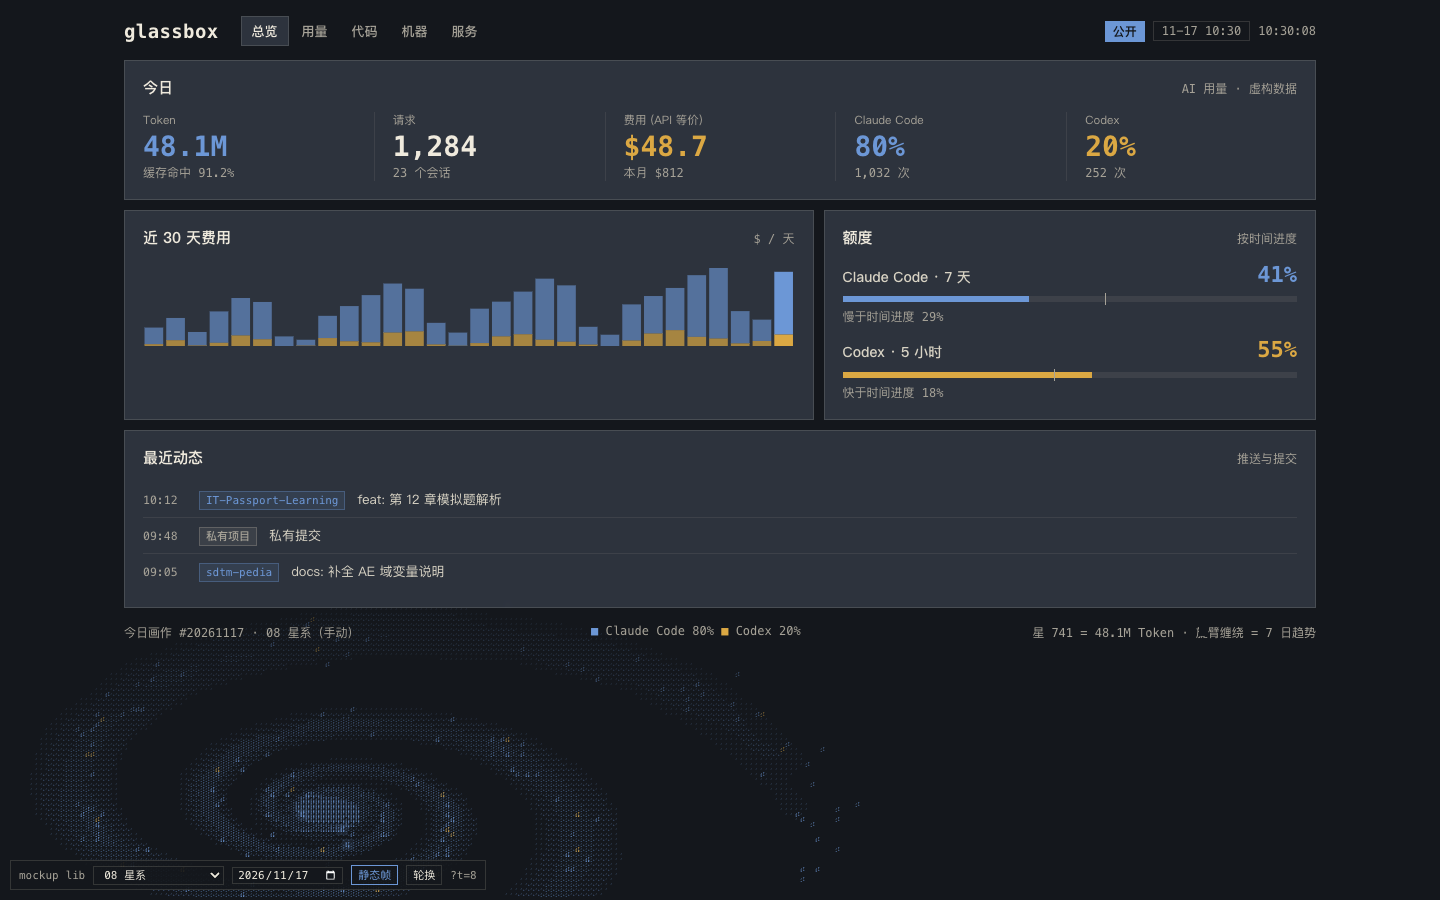 glassbox 总览 用量 代码 机器 服务 公开 11-17 10:30 10:30:08
今日 AI 用量 · 虚构数据
Token 请求 费用 (API 等价) Claude Code Codex
48.1M 1,284 $48.7 80% 20%
缓存命中 91.2% 23 个会话 本月 $812 1,032 次 252 次
近 30 天费用 $ / 天
额度 按时间进度
Claude Code · 7 天 41%
慢于时间进度 29%
Codex · 5 小时 55%
快于时间进度 18%
最近动态 推送与提交
10:12 IT-Passport-Learning feat: 第 12 章模拟题解析
09:48 私有项目 私有提交
09:05 sdtm-pedia docs: 补全 AE 域变量说明
今日画作 #20261117 · 08 星系 (手动) Claude Code 80% Codex 20% 星 741 = 48.1M Token · 臂缠绕 = 7 日趋势
mockup lib 08 星系 2026/11/17 静态帧 轮换 ?t=8